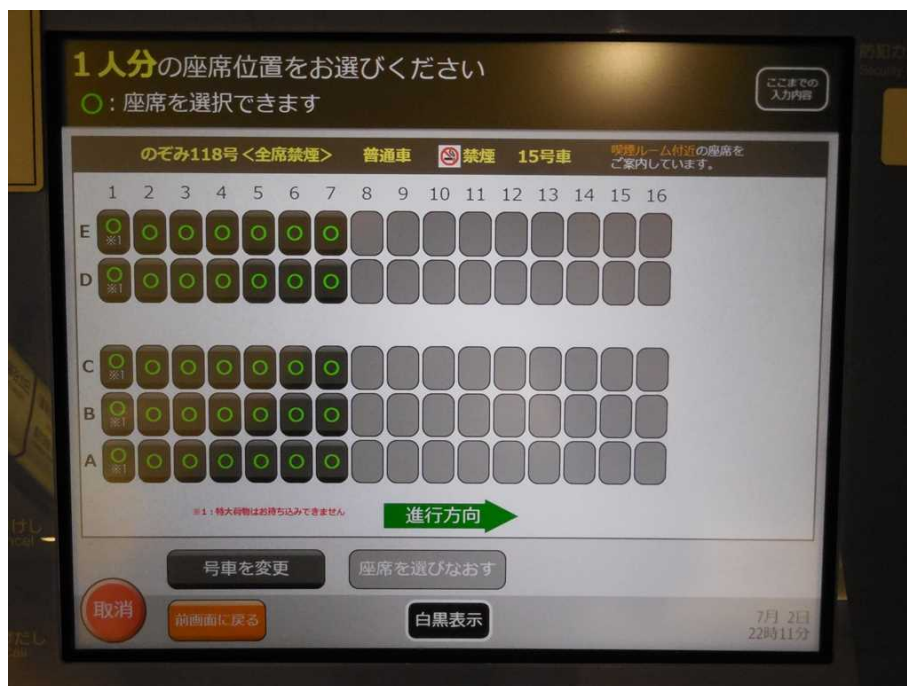 1人分の座席位置をお選びください
○：座席を選択できます
ここまでの
入力内容
のぞみ118号<全席禁煙> 普通車 禁煙 15号車
喫煙ルーム付近の座席を
ご案内しています。
1 2 3 4 5 6 7 8 9 10 11 12 13 14 15 16
E ○ ○ ○ ○ ○ ○ ○
※1
D ○ ○ ○ ○ ○ ○ ○
※1
C ○ ○ ○ ○ ○ ○ ○
※1
B ○ ○ ○ ○ ○ ○ ○
※1
A ○ ○ ○ ○ ○ ○ ○
※1
※1：特大荷物はお持ち込みできません
進行方向
号車を変更
座席を選びなおす
取消
前画面に戻る
白黒表示
7月 2日
22時11分